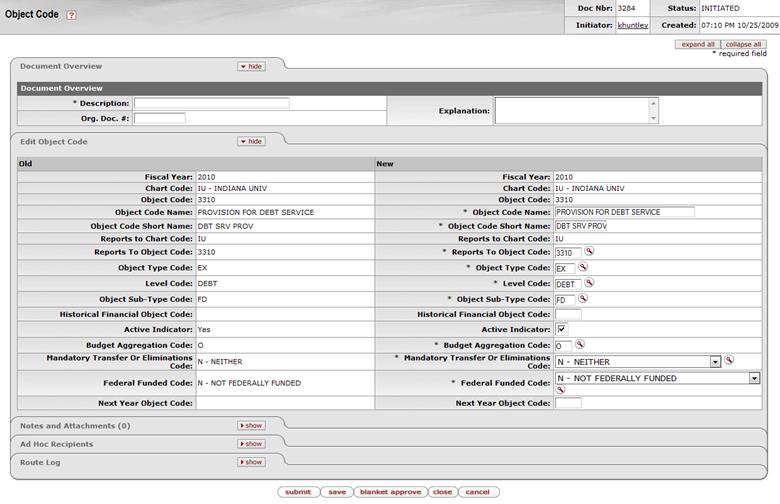 Object Code ?
Doc Nbr: 3284 Status: INITIATED
Initiator: khuntley Created: 07:10 PM 10/25/2009
expand all collapse all
* required field
Document Overview hide
Document Overview
* Description: Explanation:
Org. Doc. #:
Edit Object Code hide
Old New
Fiscal Year: 2010 Fiscal Year: 2010
Chart Code: IU - INDIANA UNIV Chart Code: IU - INDIANA UNIV
Object Code: 3310 Object Code: 3310
Object Code Name: PROVISION FOR DEBT SERVICE * Object Code Name: PROVISION FOR DEBT SERVICE
Object Code Short Name: DBT SRV PROV * Object Code Short Name: DBT SRV PROV
Reports to Chart Code: IU Reports to Chart Code: IU
Reports To Object Code: 3310 * Reports To Object Code: 3310
Object Type Code: EX * Object Type Code: EX
Level Code: DEBT * Level Code: DEBT
Object Sub-Type Code: FD * Object Sub-Type Code: FD
Historical Financial Object Code: Historical Financial Object Code:
Active Indicator: Yes Active Indicator:
Budget Aggregation Code: O * Budget Aggregation Code: O
Mandatory Transfer Or Eliminations Code: N - NEITHER * Mandatory Transfer Or Eliminations Code: N - NEITHER
Federal Funded Code: N - NOT FEDERALLY FUNDED * Federal Funded Code: N - NOT FEDERALLY FUNDED
Next Year Object Code: Next Year Object Code:
Notes and Attachments (0) show
Ad Hoc Recipients show
Route Log show
submit save blanket approve close cancel